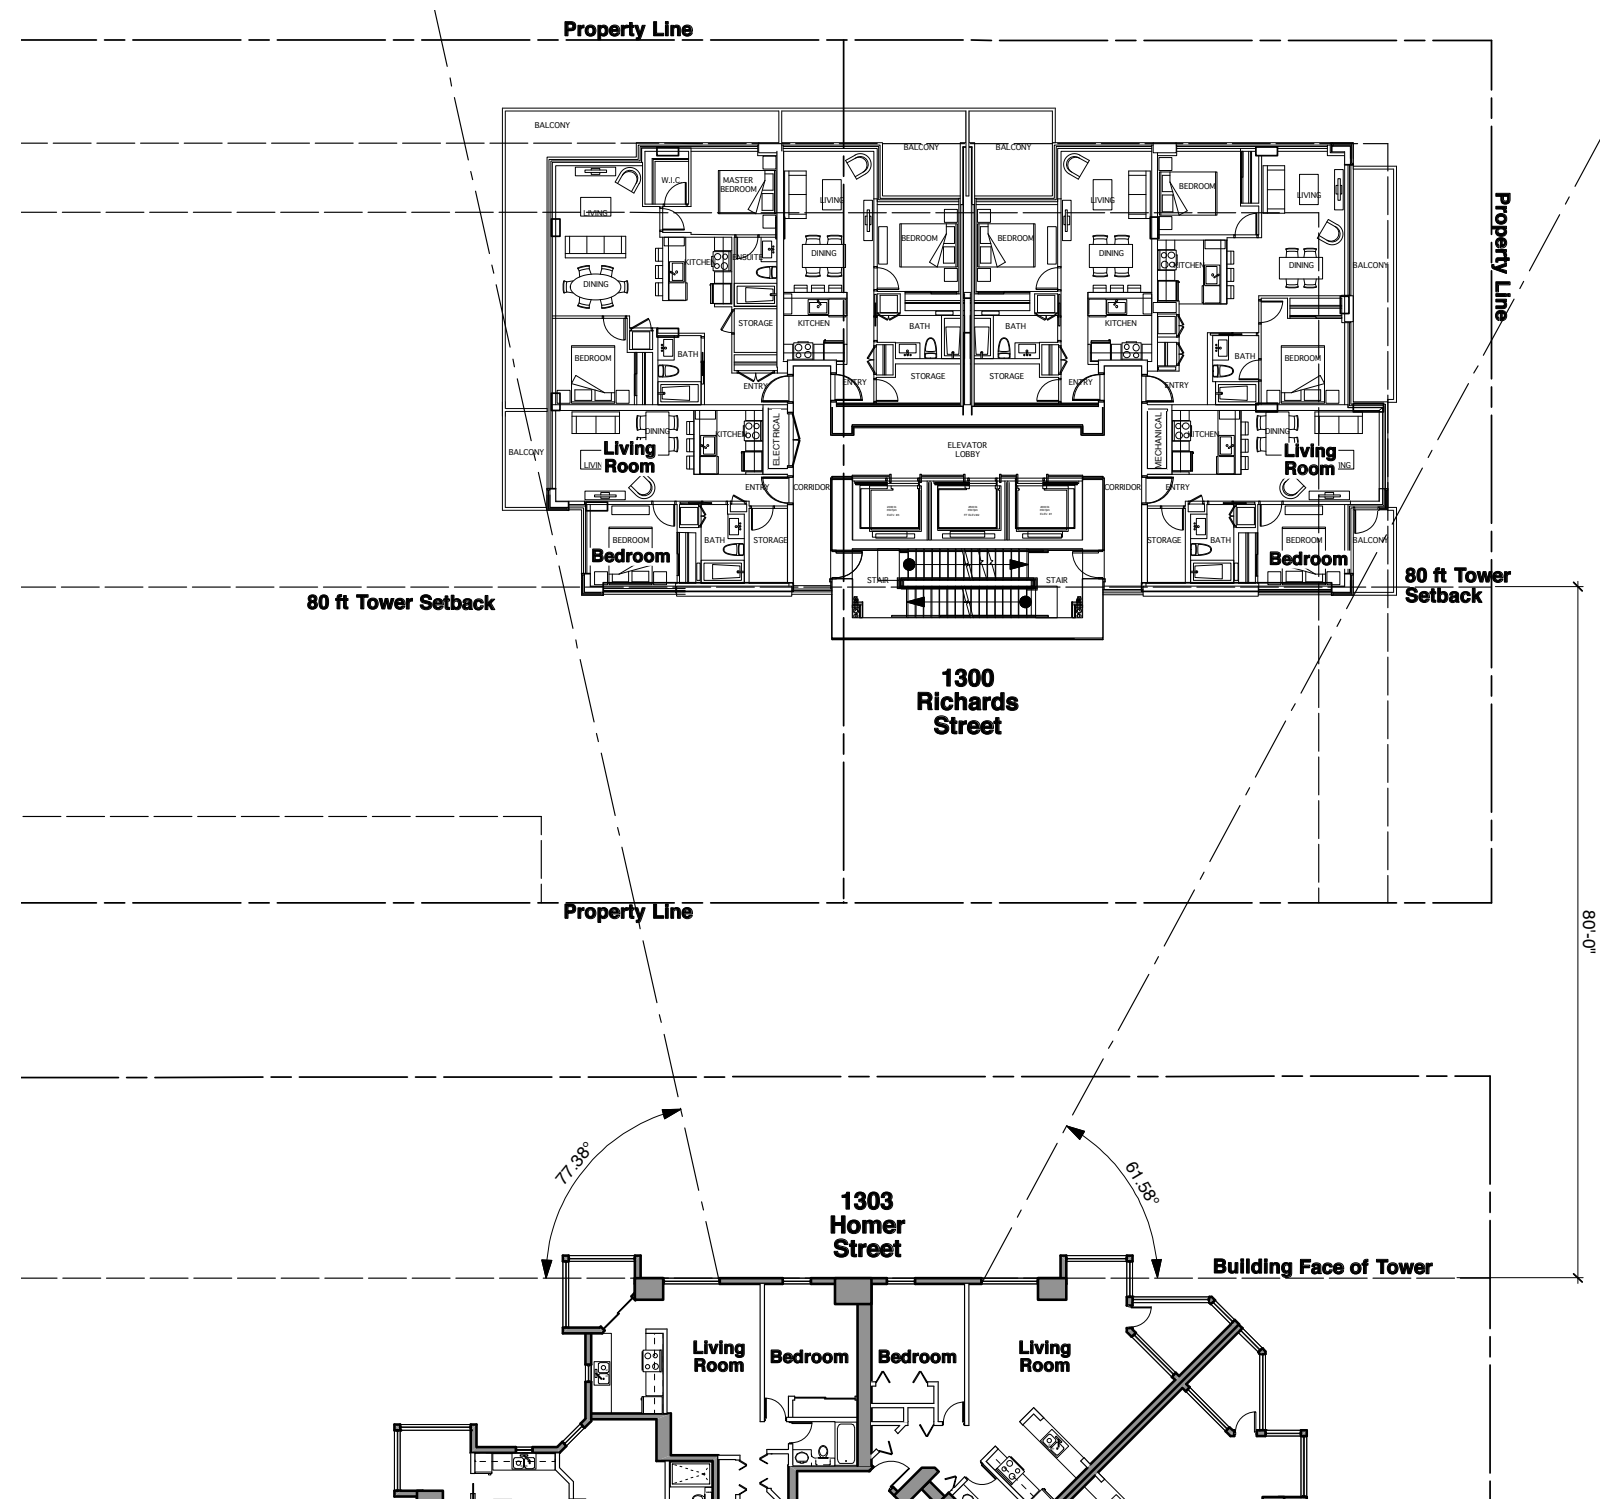 Property Line
BALCONY
BALCONY
BALCONY
W.I.C
MASTER
BEDROOM
LIVING
LIVING
LIVING
BEDROOM
LIVING
Property Line
BEDROOM
BEDROOM
KITCHEN
ENSUITE
DINING
DINING
KITCHEN
DINING
BALCONY
DINING
STORAGE
KITCHEN
BATH
BATH
KITCHEN
BEDROOM
BATH
BATH
BEDROOM
STORAGE
STORAGE
ENTRY
ENTRY
ENTRY
ENTRY
DINING
KITCHEN
ELECTRICAL
MECHANICAL
KITCHEN
DINING
BALCONY
Living
Room
ELEVATOR
LOBBY
Living
Room
ENTRY
CORRIDOR
CORRIDOR
ENTRY
BEDROOM
BATH
STORAGE
STORAGE
BATH
BEDROOM
BALCONY
Bedroom
Bedroom
STAIR
STAIR
80 ft Tower Setback
80 ft Tower
Setback
1300
Richards
Street
Property Line
80'-0"
77.38°
61.58°
1303
Homer
Street
Building Face of Tower
Living
Room
Bedroom
Bedroom
Living
Room